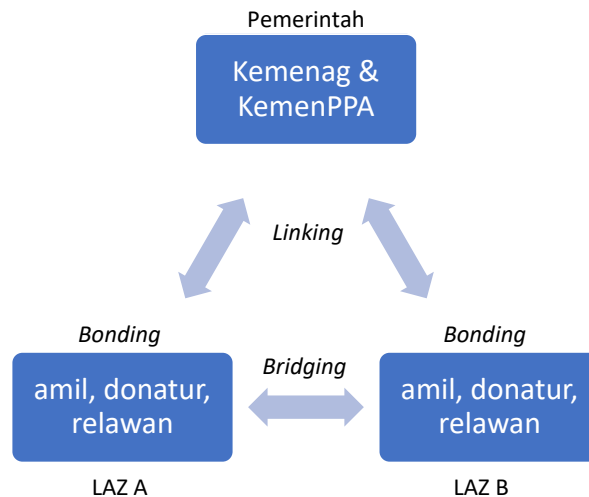 Pemerintah
Kemenag &
KemenPPA
Linking
Bonding
Bonding
Bridging
amil, donatur,
relawan
amil, donatur,
relawan
LAZ A
LAZ B